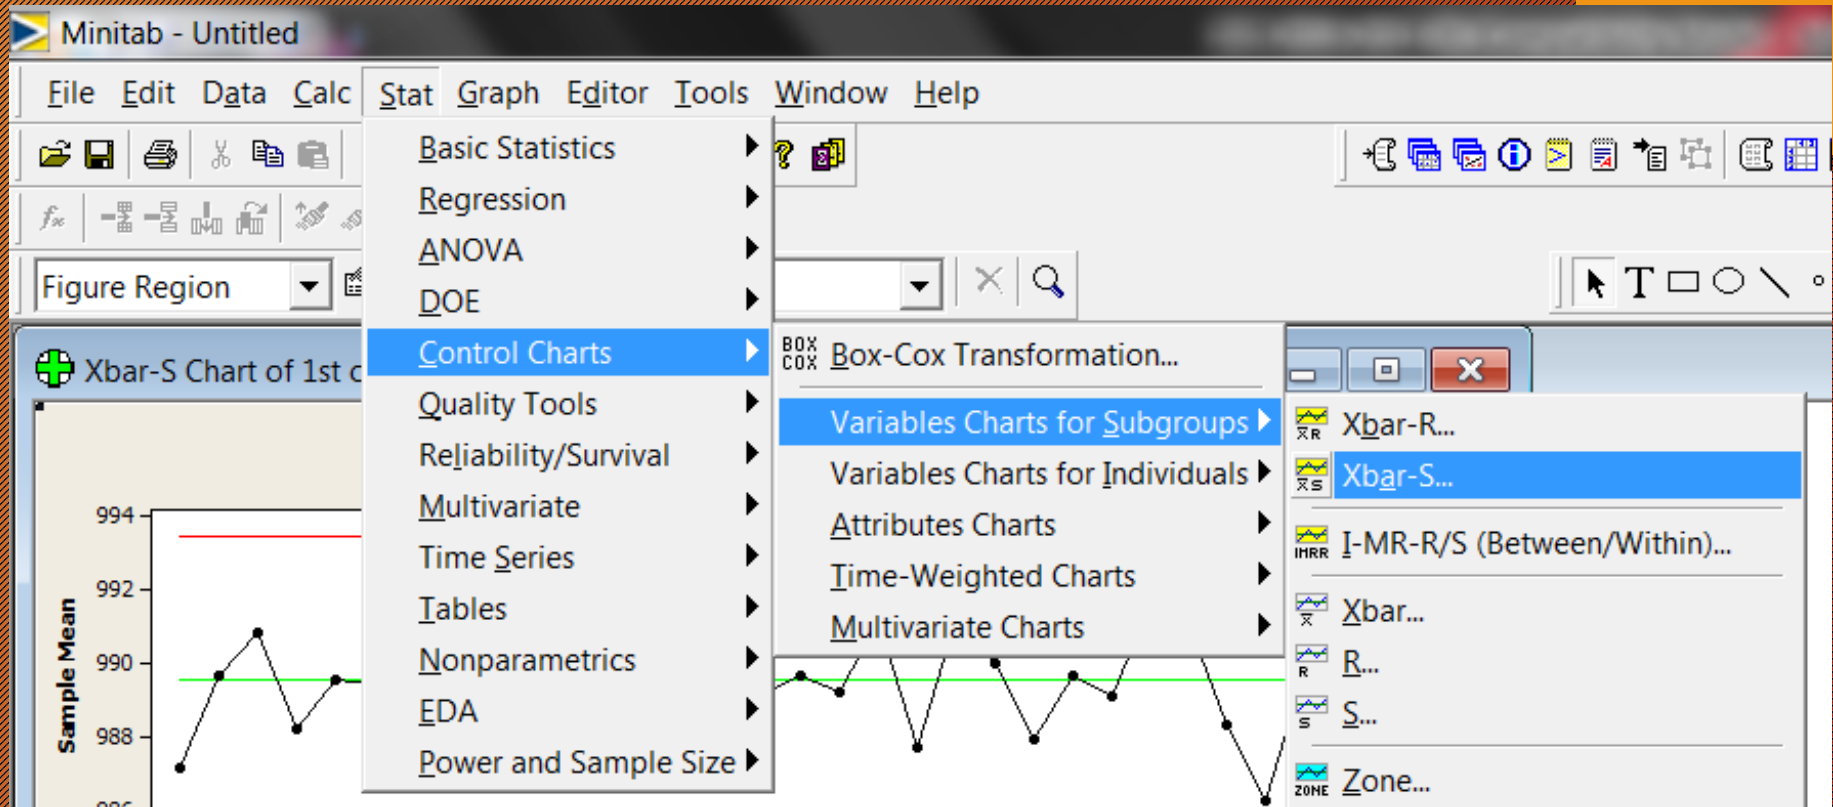 Minitab - Untitled
File Edit Data Calc Stat Graph Editor Tools Window Help
Basic Statistics
Regression
ANOVA
Figure Region
DOE
Xbar-S Chart of 1st
Control Charts
Quality Tools
Reliability/Survival
Multivariate
Time Series
Tables
Nonparametrics
EDA
Power and Sample Size
BOX COX Box-Cox Transformation...
Variables Charts for Subgroups
Variables Charts for Individuals
Attributes Charts
Time-Weighted Charts
Multivariate Charts
XR Xbar-R...
XS Xbar-S...
IMRR I-MR-R/S (Between/Within)...
X Xbar...
R R...
S S...
ZONE Zone...
994
992
990
988
Sample Mean